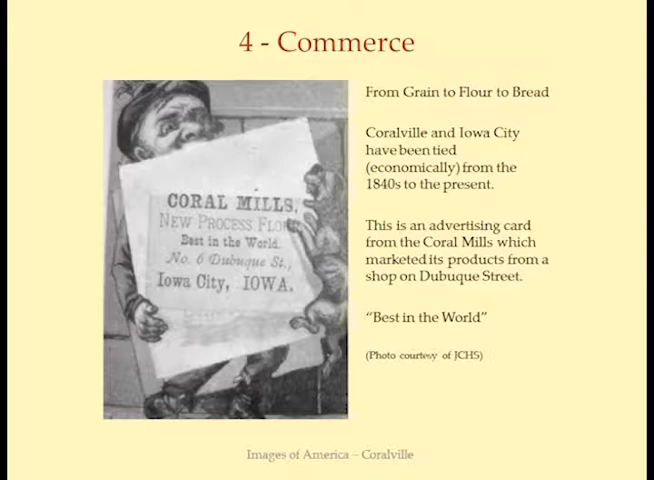 4 - Commerce
From Grain to Flour to Bread
Coralville and Iowa City
have been tied
(economically) from the
1840s to the present.
This is an advertising card
from the Coral Mills which
marketed its products from a
shop on Dubuque Street.
“Best in the World”
(Photo courtesy of JCHS)
CORAL MILLS,
NEW PROCESS
Best in the World.
No. 6 Dubuque St.,
Iowa City, IOWA.
Images of America – Coralville